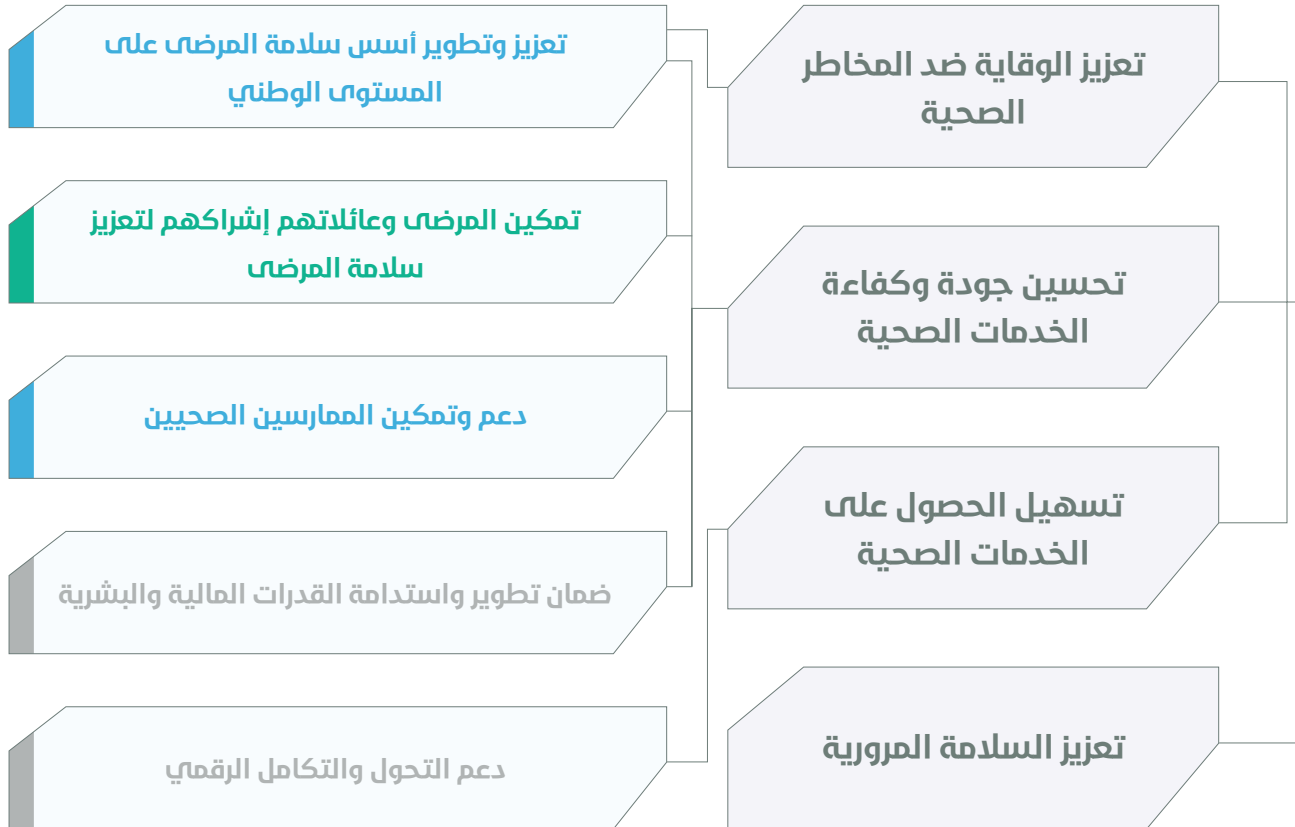 تعزيز الوقاية ضد المخاطر
الصحية
تحسين جودة وكفاءة
الخدمات الصحية
تسهيل الحصول على
الخدمات الصحية
تعزيز السلامة المرورية
تعزيز وتطوير أسس سلامة المرضى على
المستوى الوطني
تمكين المرضى وعائلاتهم إشراكهم لتعزيز
سلامة المرضى
دعم وتمكين الممارسين الصحيين
ضمان تطوير واستدامة القدرات المالية والبشرية
دعم التحول والتكامل الرقمي